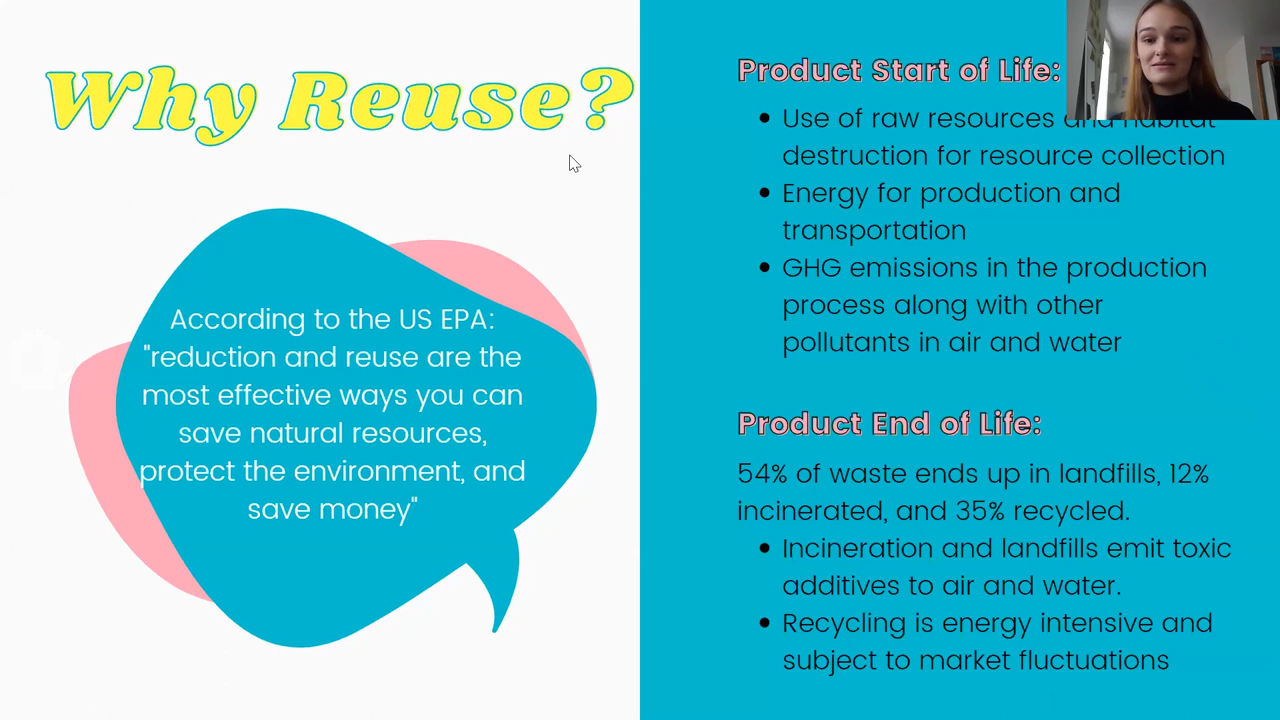 Why Reuse?
According to the US EPA:
"reduction and reuse are the
most effective ways you can
save natural resources,
protect the environment, and
save money"
Product Start of Life:
Use of raw resources and habitat
destruction for resource collection
Energy for production and
transportation
GHG emissions in the production
process along with other
pollutants in air and water
Product End of Life:
54% of waste ends up in landfills, 12%
incinerated, and 35% recycled.
Incineration and landfills emit toxic
additives to air and water.
Recycling is energy intensive and
subject to market fluctuations